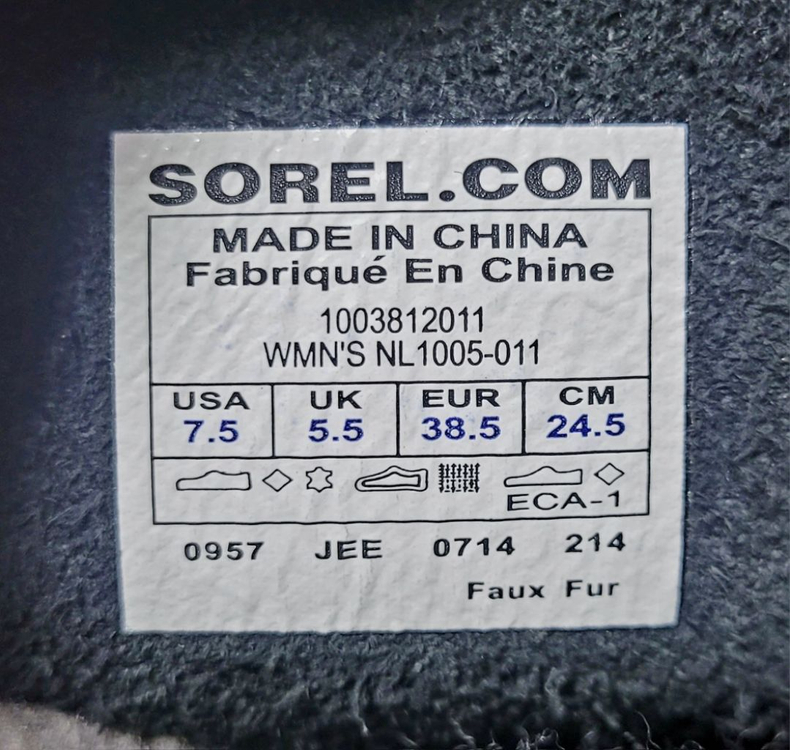 SOREL.COM
MADE IN CHINA
Fabriqué En Chine
1003812011
WMN'S NL1005-011
USA UK EUR CM
7.5 5.5 38.5 24.5
ECA-1
0957 JEE 0714 214
Faux Fur